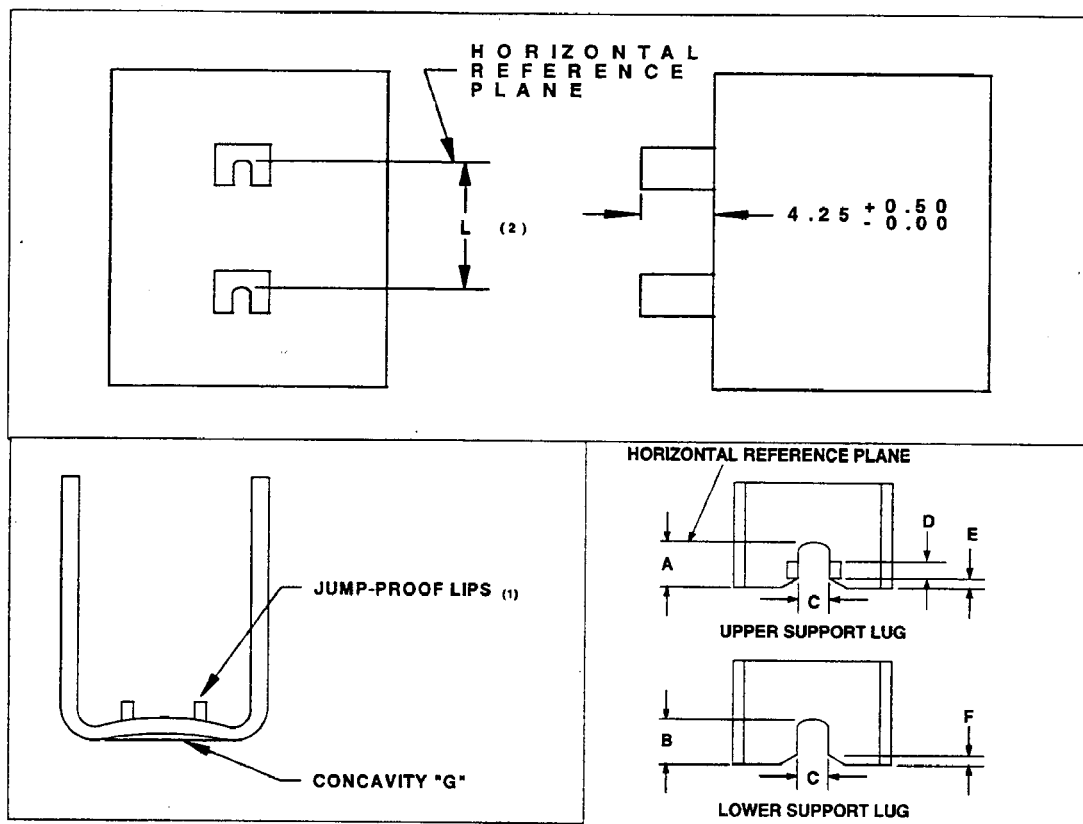 HORIZONTAL
REFERENCE
PLANE
L (2)
4.25 + 0.50
- 0.00
JUMP-PROOF LIPS (1)
CONCAVITY "G"
HORIZONTAL REFERENCE PLANE
D
E
A
C
UPPER SUPPORT LUG
F
B
C
LOWER SUPPORT LUG